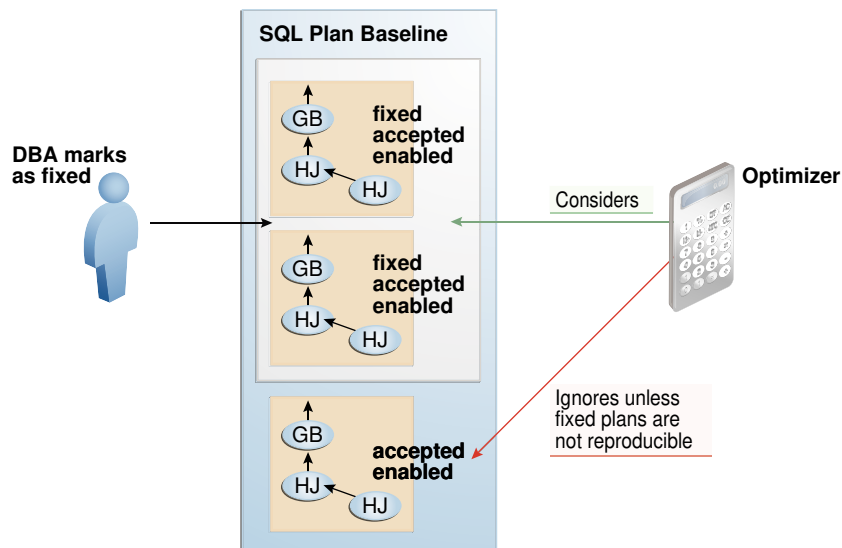 SQL Plan Baseline
GB
HJ
HJ
fixed
accepted
enabled
DBA marks
as fixed
Considers
Optimizer
GB
HJ
HJ
fixed
accepted
enabled
Ignores unless
fixed plans are
not reproducible
GB
HJ
HJ
accepted
enabled